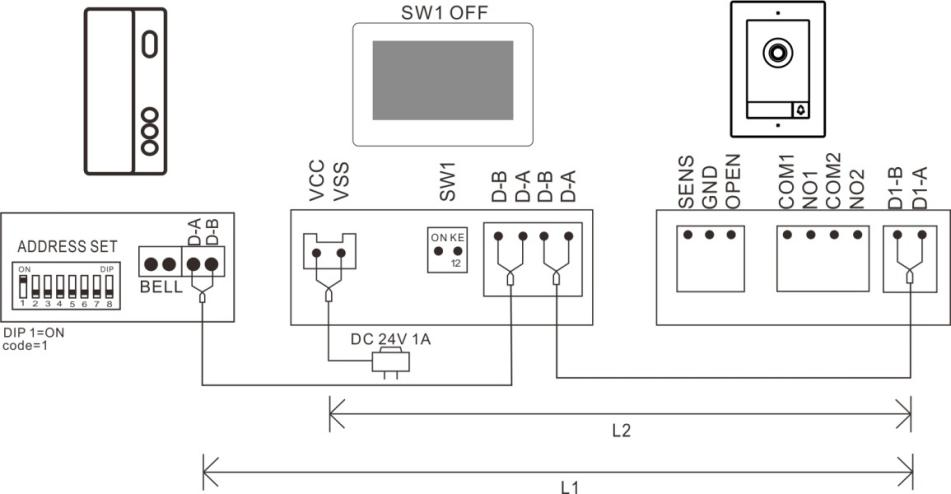 SW1 OFF
VCC
VSS
SW1
D-B
D-A
D-B
D-A
SENS
GND
OPEN
COM1
NO1
COM2
NO2
D1-B
D1-A
D-A
D-B
ADDRESS SET
ON DIP
1 2 3 4 5 6 7 8
BELL
ON KE
12
DIP 1=ON
code=1
DC 24V 1A
L2
L1